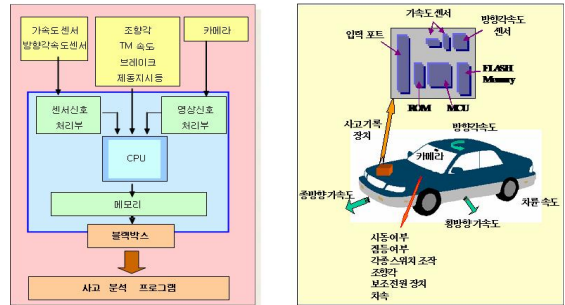 가속도센서
방향각속도센서
조향각
TM 속도
브레이크
제동지시등
카메라
센서신호
처리부
영상신호
처리부
CPU
메모리
블랙박스
사고 분석 프로그램
가속도 센서
방향각속도
센서
입력 포트
FLASH
Memory
ROM
MCU
사고기록
장치
방향각속도
카메라
종방향 가속도
횡방향 가속도
차륜 속도
시동여부
점등여부
각종스위치 조작
조향각
보조전원 장치
차속